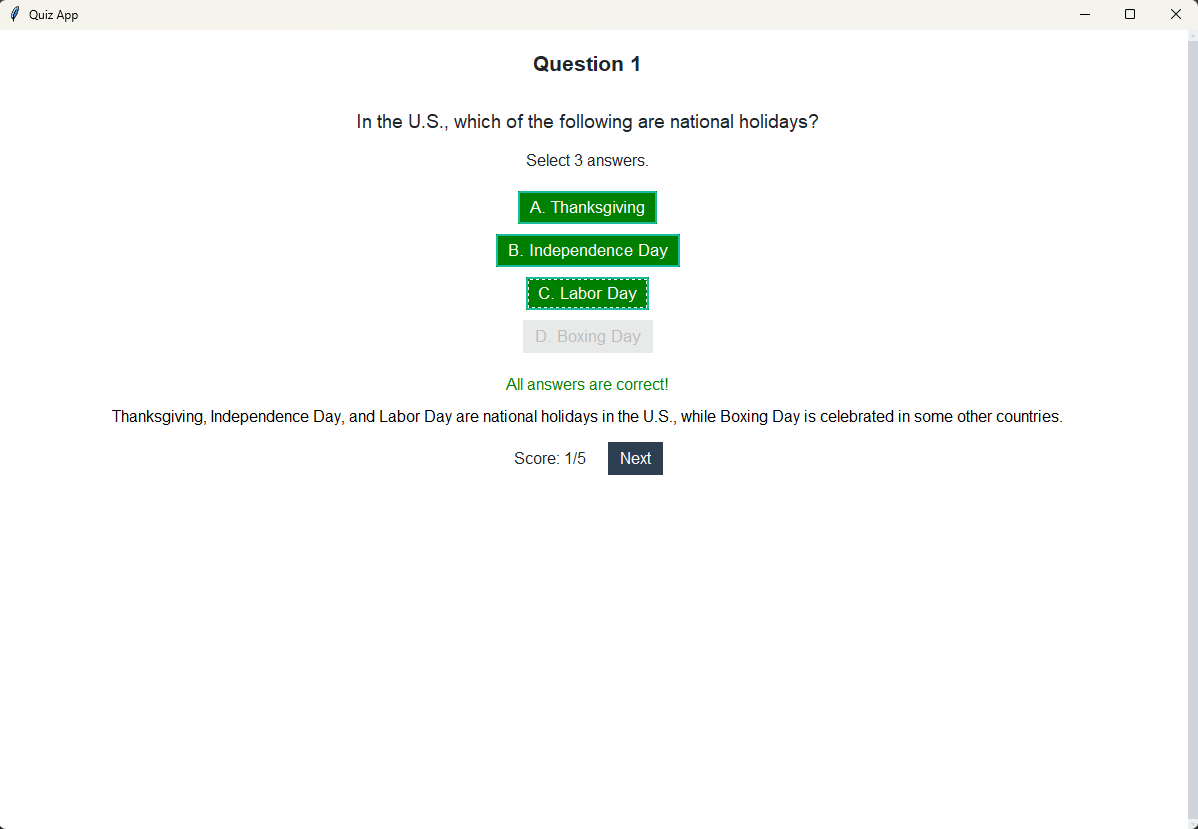 Quiz App
Question 1
In the U.S., which of the following are national holidays?
Select 3 answers.
A. Thanksgiving
B. Independence Day
C. Labor Day
D. Boxing Day
All answers are correct!
Thanksgiving, Independence Day, and Labor Day are national holidays in the U.S., while Boxing Day is celebrated in some other countries.
Score: 1/5 Next